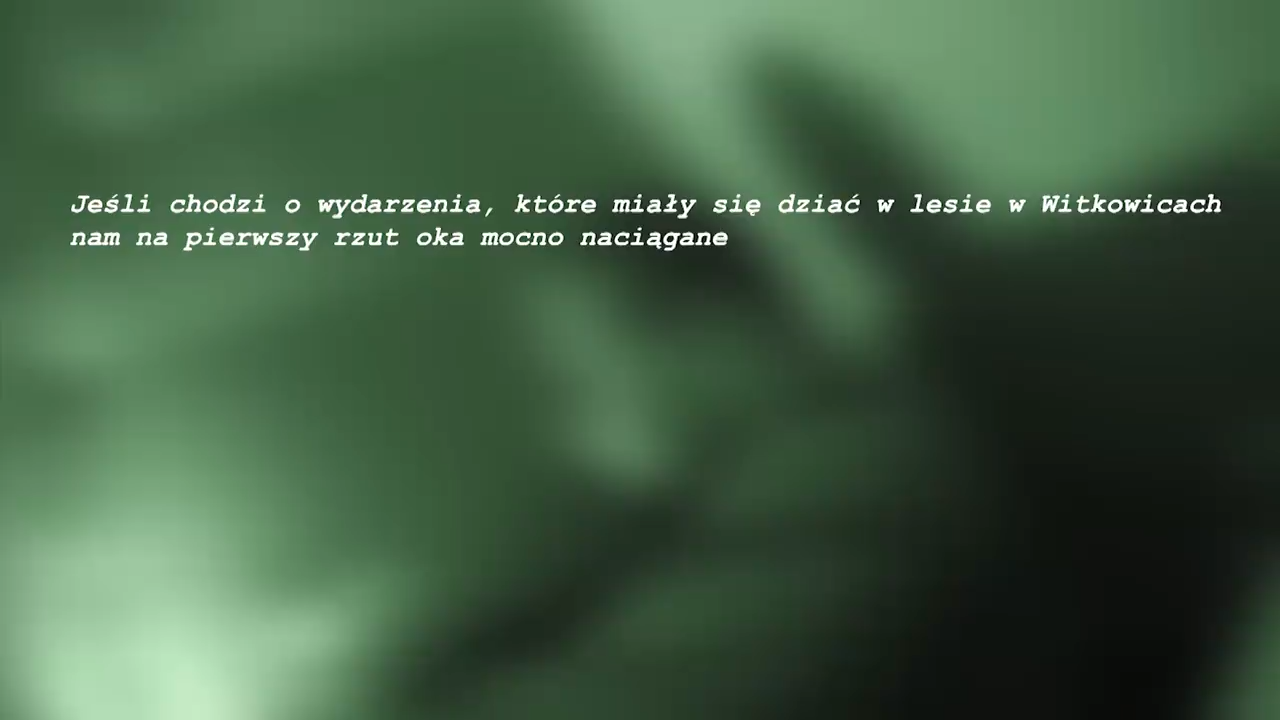 Jeśli chodzi o wydarzenia, które miały się dziać w lesie w Witkowicach
nam na pierwszy rzut oka mocno naciągane